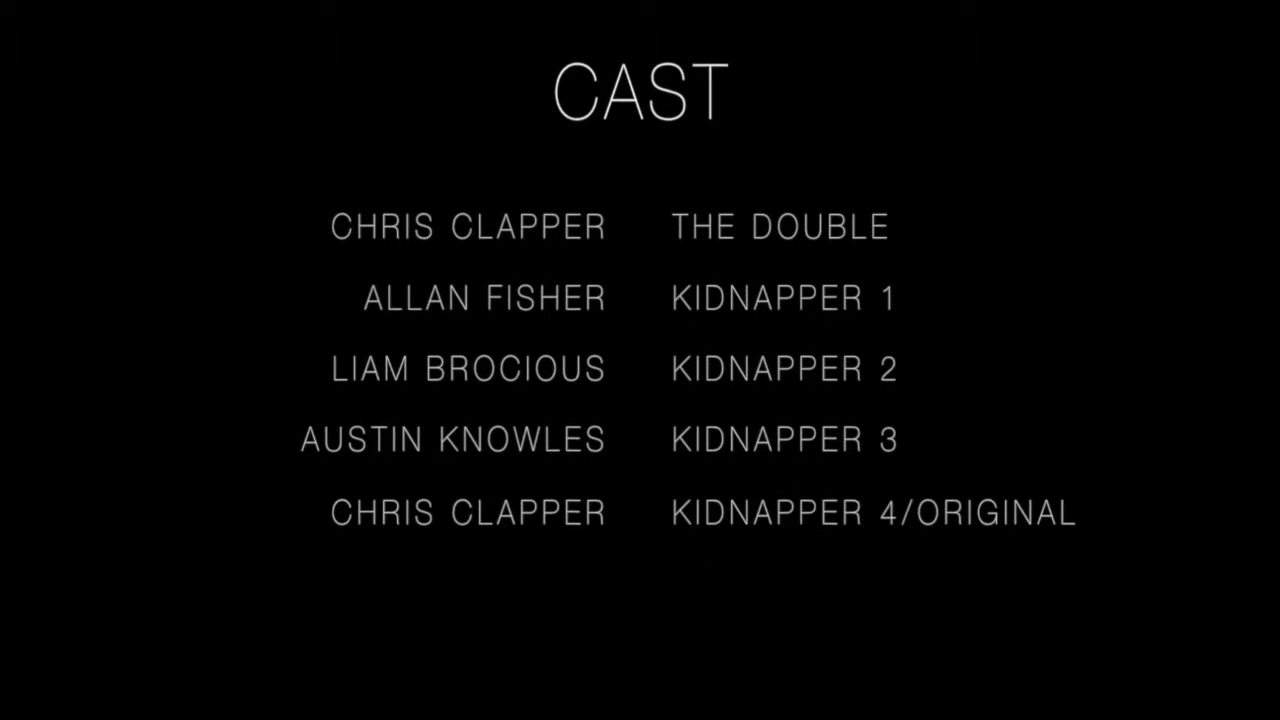 CAST
CHRIS CLAPPER THE DOUBLE
ALLAN FISHER KIDNAPPER 1
LIAM BROCIOUS KIDNAPPER 2
AUSTIN KNOWLES KIDNAPPER 3
CHRIS CLAPPER KIDNAPPER 4/ORIGINAL